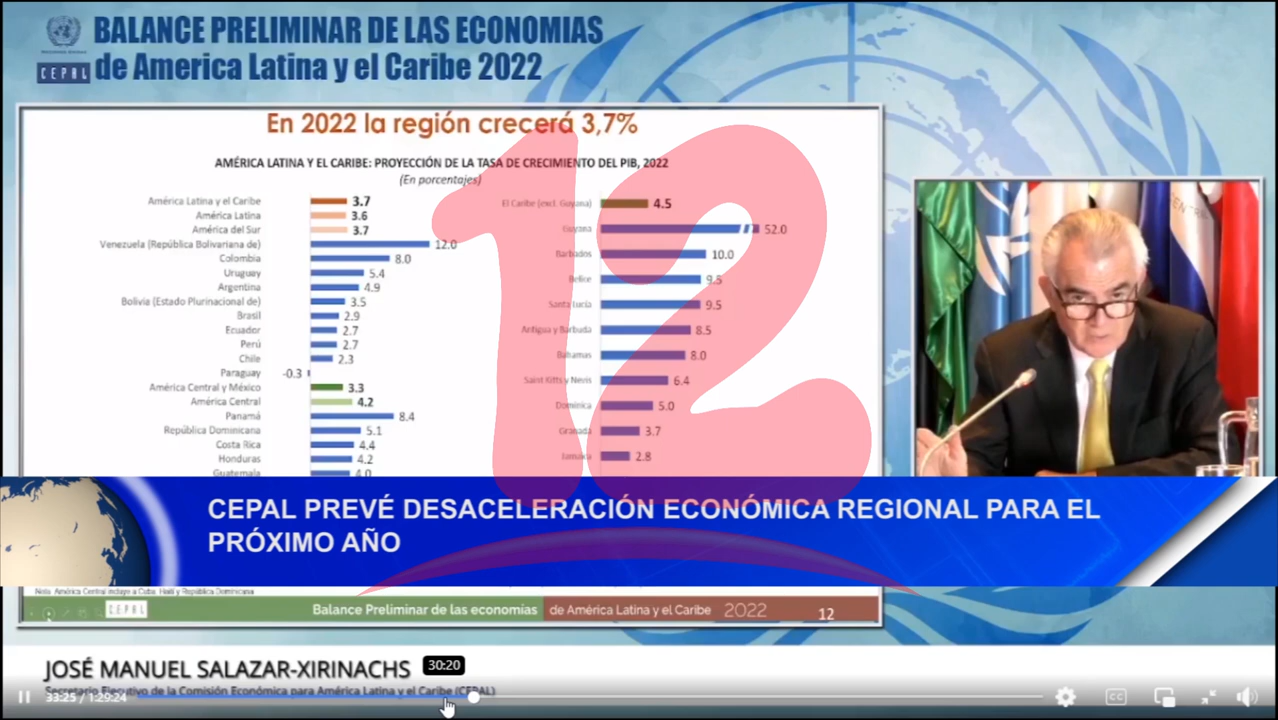 BALANCE PRELIMINAR DE LAS ECONOMIAS
de America Latina y el Caribe 2022
CEPAL
En 2022 la región crecerá 3,7%
AMÉRICA LATINA Y EL CARIBE: PROYECCIÓN DE LA TASA DE CRECIMIENTO DEL PIB, 2022
(En porcentajes)
América Latina y el Caribe 3.7
América Latina 3.6
América del Sur 3.7
Venezuela (República Bolivariana de) 12.0
Colombia 8.0
Uruguay 5.4
Argentina 4.9
Bolivia (Estado Plurinacional de) 3.5
Brasil 2.9
Ecuador 2.7
Perú 2.7
Chile 2.3
Paraguay -0.3
América Central y México 3.3
América Central 4.2
Panamá 8.4
República Dominicana 5.1
Costa Rica 4.4
Honduras 4.2
Guatemala 4.0
El Caribe (excl. Guyana) 4.5
Guyana 52.0
Barbados 10.0
Belice 9.5
Santa Lucía 9.5
Antigua y Barbuda 8.5
Bahamas 8.0
Saint Kitts y Nevis 6.4
Dominica 5.0
Granada 3.7
Jamaica 2.8
12
CEPAL PREVÉ DESACELERACIÓN ECONÓMICA REGIONAL PARA EL
PRÓXIMO AÑO
Nota: América Central incluye a Cuba, Haití y República Dominicana
CEPAL
Balance Preliminar de las economías de América Latina y el Caribe 2022 12
JOSÉ MANUEL SALAZAR-XIRINACHS
30:20
Secretario Ejecutivo de la Comisión Económica para América Latina y el Caribe (CEPAL)
33:25 / 1:29:24
CC